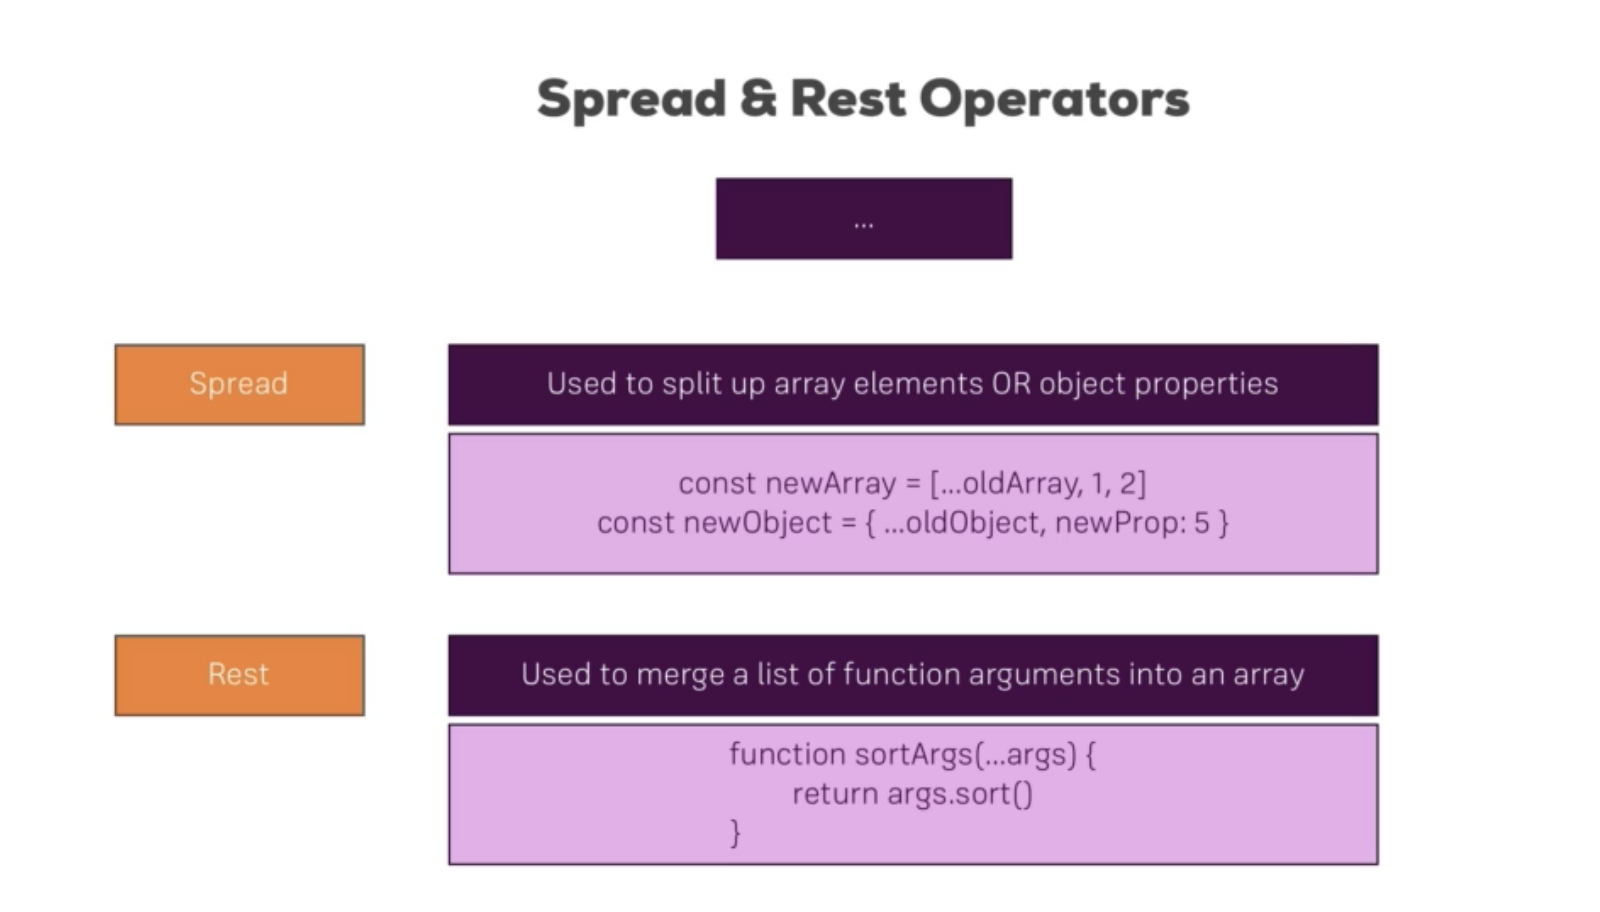 Spread & Rest Operators
...
Spread
Used to split up array elements OR object properties
const newArray = [...oldArray, 1, 2]
const newObject = { ...oldObject, newProp: 5 }
Rest
Used to merge a list of function arguments into an array
function sortArgs(...args) {
return args.sort()
}